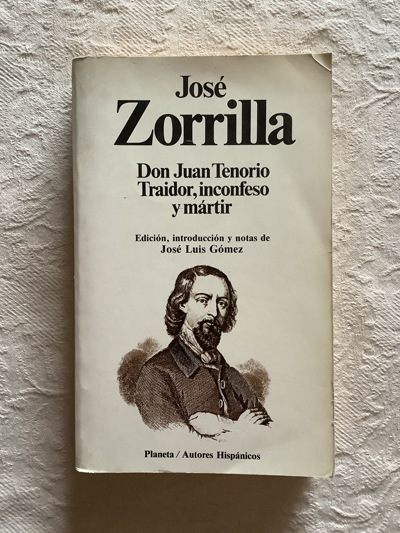 José
Zorrilla
Don Juan Tenorio
Traidor, inconfeso
y mártir
Edición, introducción y notas de
José Luis Gómez
Planeta / Autores Hispánicos